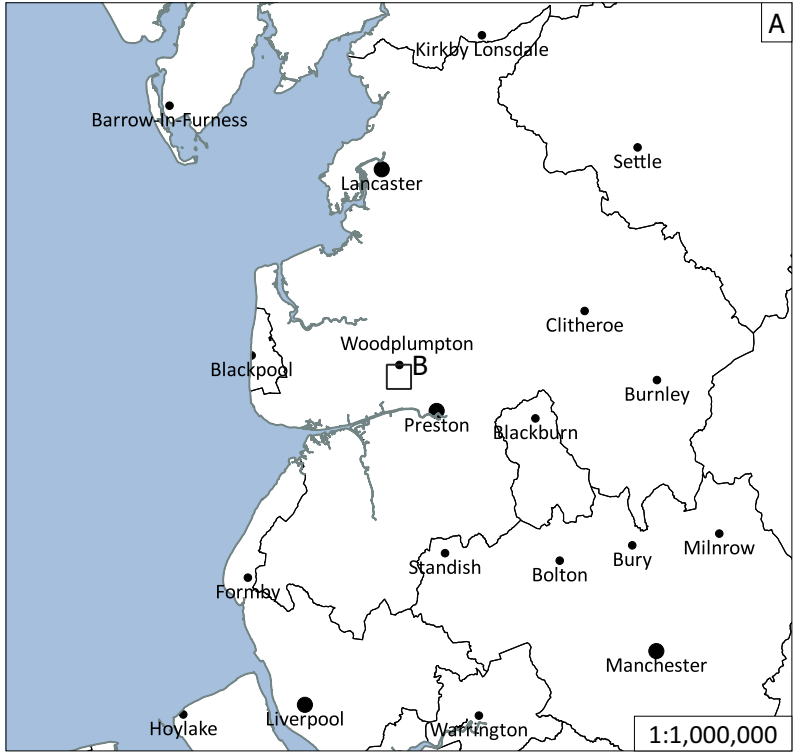 A
Kirkby Lonsdale
Barrow-In-Furness
Settle
Lancaster
Clitheroe
Woodplumpton
B
Blackpool
Burnley
Preston
Blackburn
Milnrow
Bury
Standish
Bolton
Formby
Manchester
Hoylake
Liverpool
Warrington
1:1,000,000